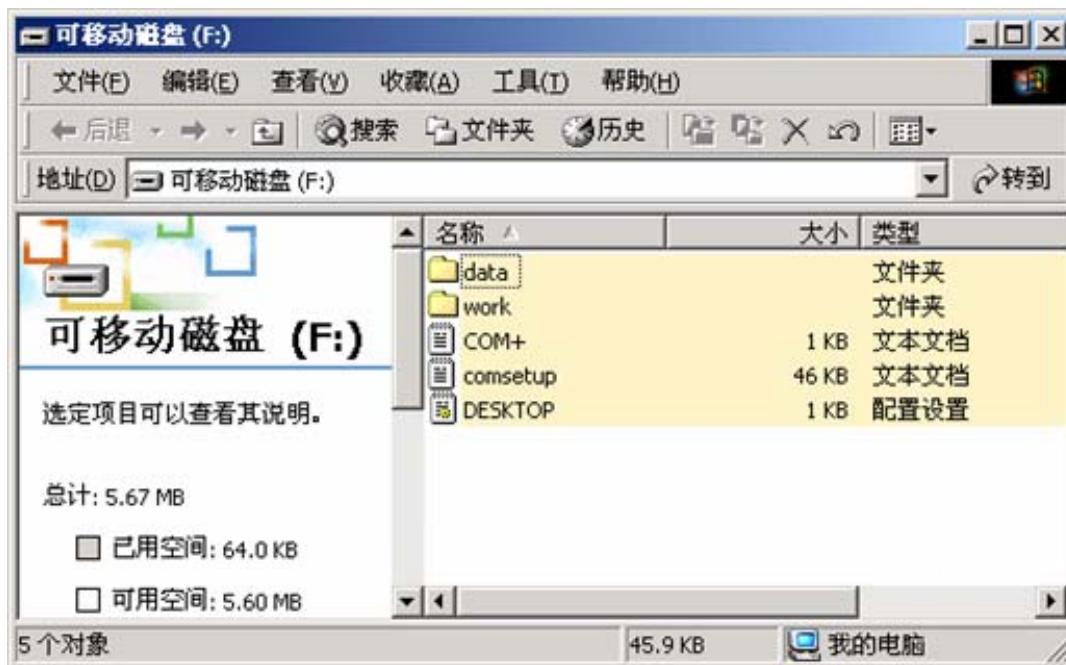 可移动磁盘 (F:)
文件(F) 编辑(E) 查看(V) 收藏(A) 工具(T) 帮助(H)
后退 搜索 文件夹 历史
地址(D) 可移动磁盘 (F:) 转到
名称 大小 类型
data 文件夹
work 文件夹
COM+ 1 KB 文本文档
comsetup 46 KB 文本文档
DESKTOP 1 KB 配置设置
可移动磁盘 (F:)
选定项目可以查看其说明。
总计: 5.67 MB
已用空间: 64.0 KB
可用空间: 5.60 MB
5 个对象 45.9 KB 我的电脑